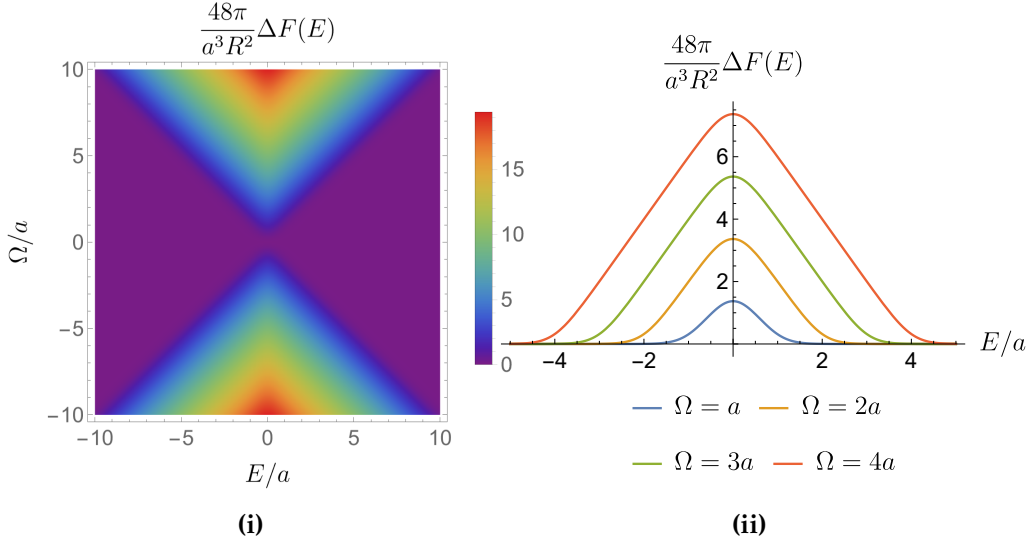 48π/(a³R²) ΔF(E)
10
5
0
−5
−10
Ω/a
−10 −5 0 5 10
E/a
15
10
5
0
(i)
48π/(a³R²) ΔF(E)
6
4
2
−4 −2 2 4
E/a
Ω = a Ω = 2a
Ω = 3a Ω = 4a
(ii)